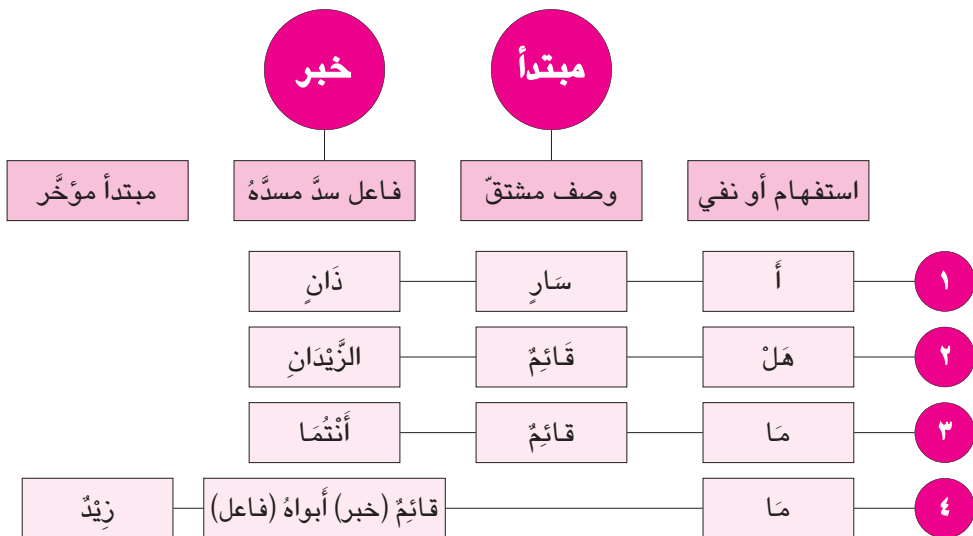 مبتدأ خبر
استفهام أو نفي وصف مشتقّ فاعل سدَّ مسدَّهُ مبتدأ مؤخَّر
١ أَ سَارٍ ذَانٍ
٢ هَلْ قَائِمٌ الزَّيْدَانِ
٣ مَا قائِمٌ أَنْتُمَا
٤ مَا قائِمٌ (خبر) أَبواهُ (فاعل) زِيْدٌ